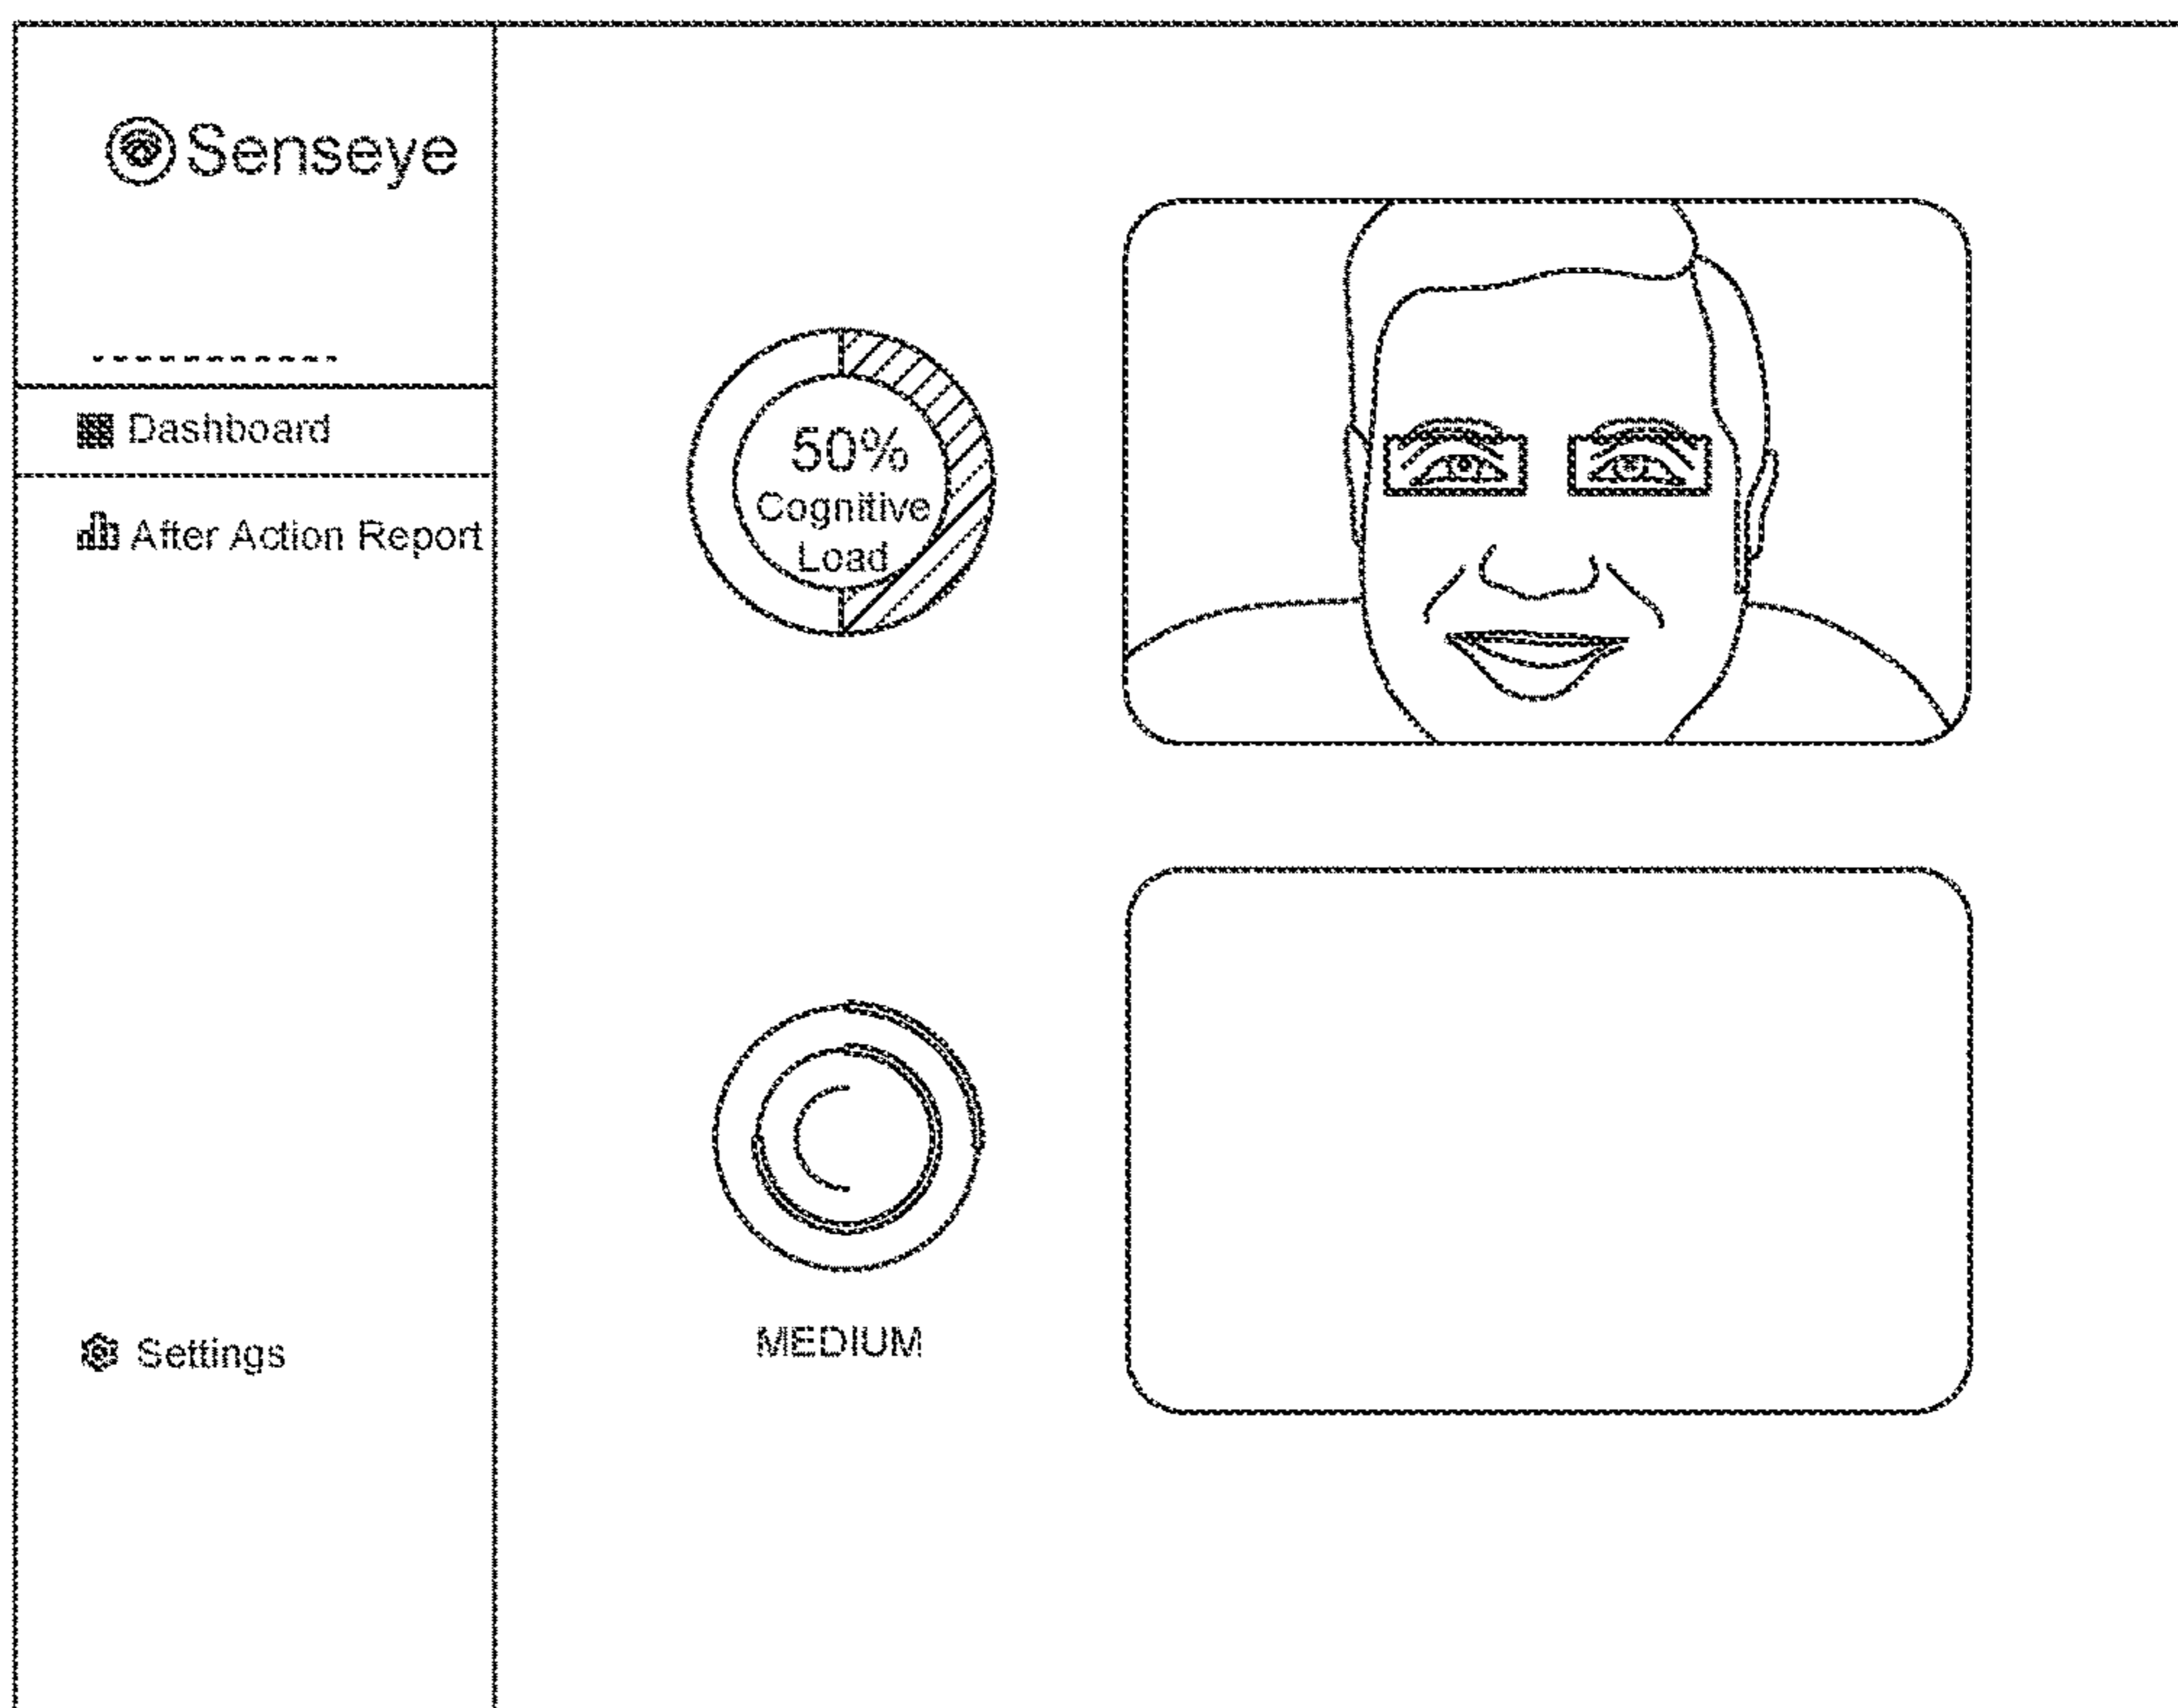 Senseye
Dashboard
After Action Report
50%
Cognitive
Load
MEDIUM
Settings